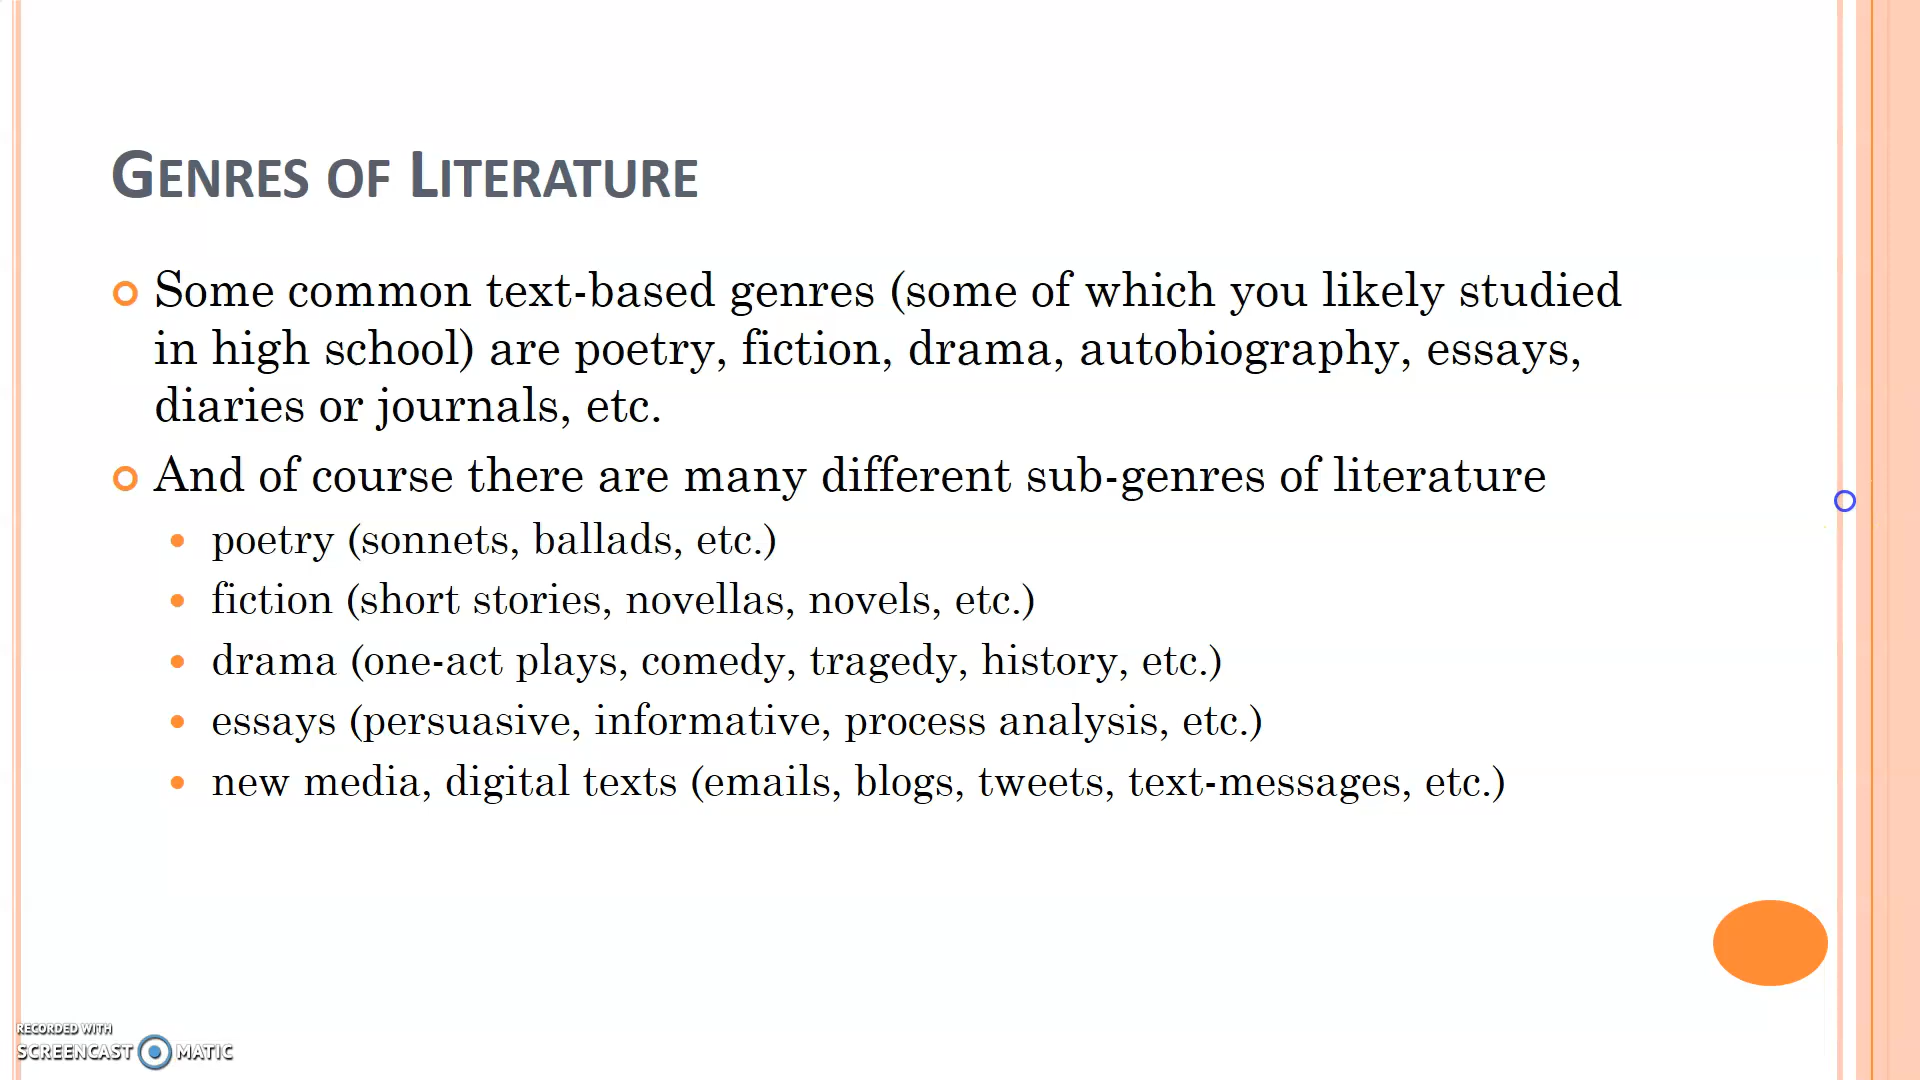 Genres of Literature
Some common text-based genres (some of which you likely studied
in high school) are poetry, fiction, drama, autobiography, essays,
diaries or journals, etc.
And of course there are many different sub-genres of literature
poetry (sonnets, ballads, etc.)
fiction (short stories, novellas, novels, etc.)
drama (one-act plays, comedy, tragedy, history, etc.)
essays (persuasive, informative, process analysis, etc.)
new media, digital texts (emails, blogs, tweets, text-messages, etc.)
RECORDED WITH
SCREENCAST MATIC